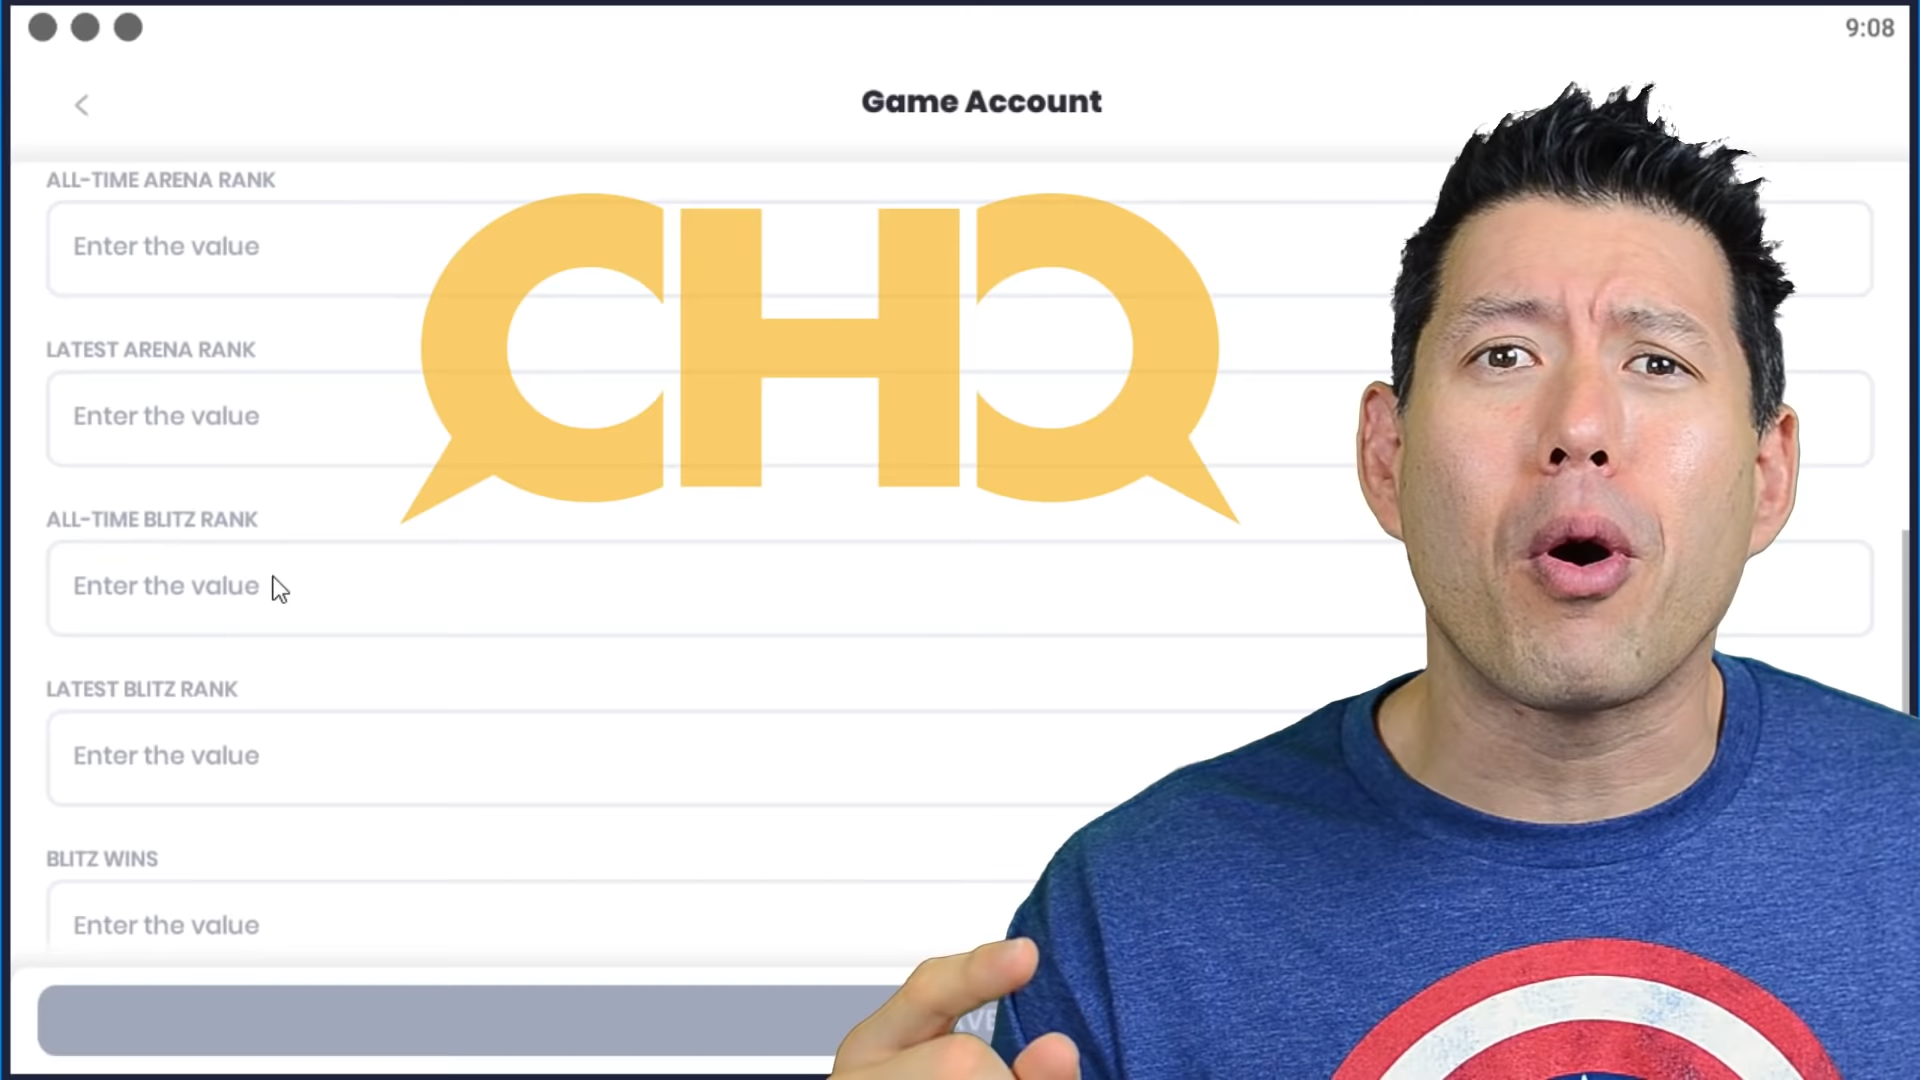 9:08
Game Account
ALL-TIME ARENA RANK
Enter the value
CHC
LATEST ARENA RANK
Enter the value
ALL-TIME BLITZ RANK
Enter the value
LATEST BLITZ RANK
Enter the value
BLITZ WINS
Enter the value